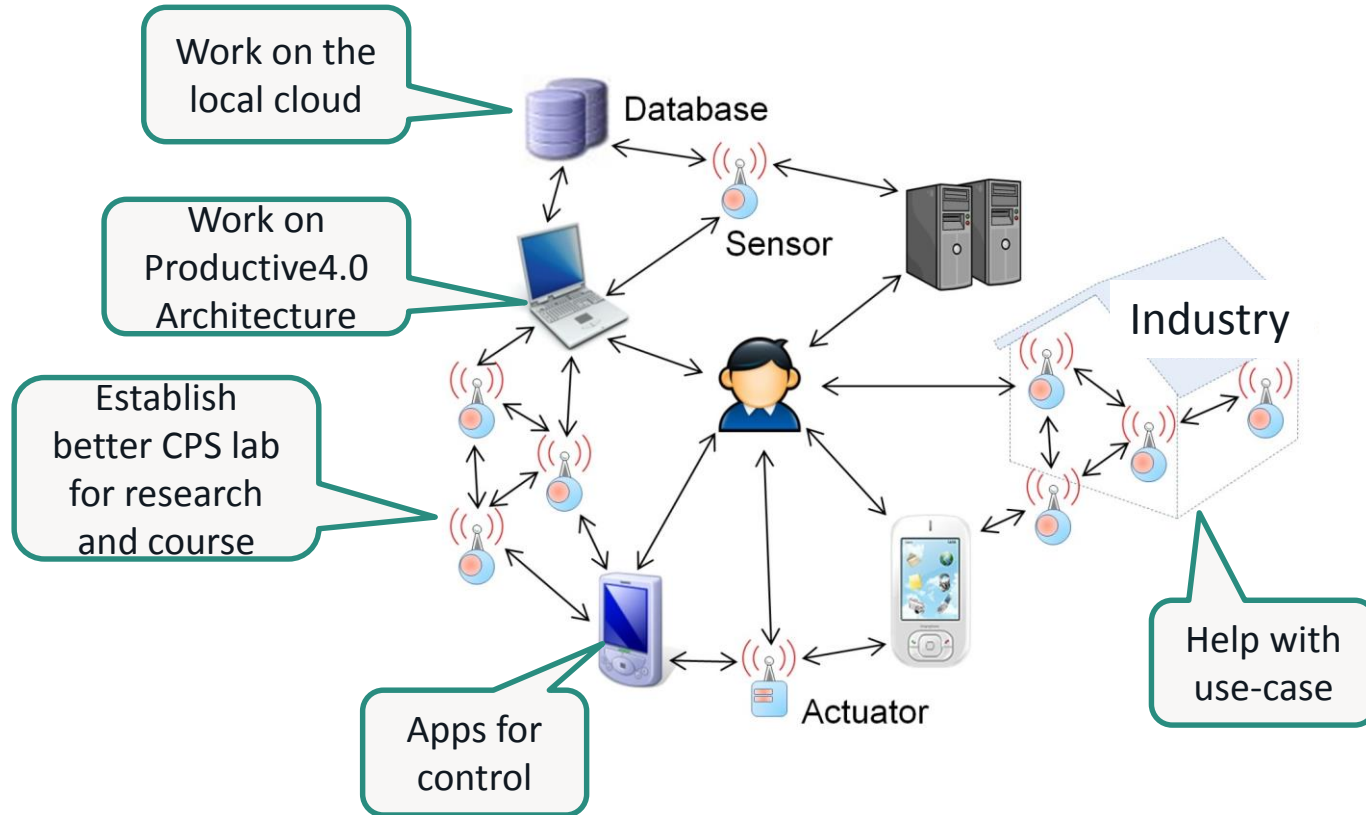 Work on the
local cloud
Database
Work on
Productive4.0
Architecture
Sensor
Industry
Establish
better CPS lab
for research
and course
Help with
use-case
Actuator
Apps for
control